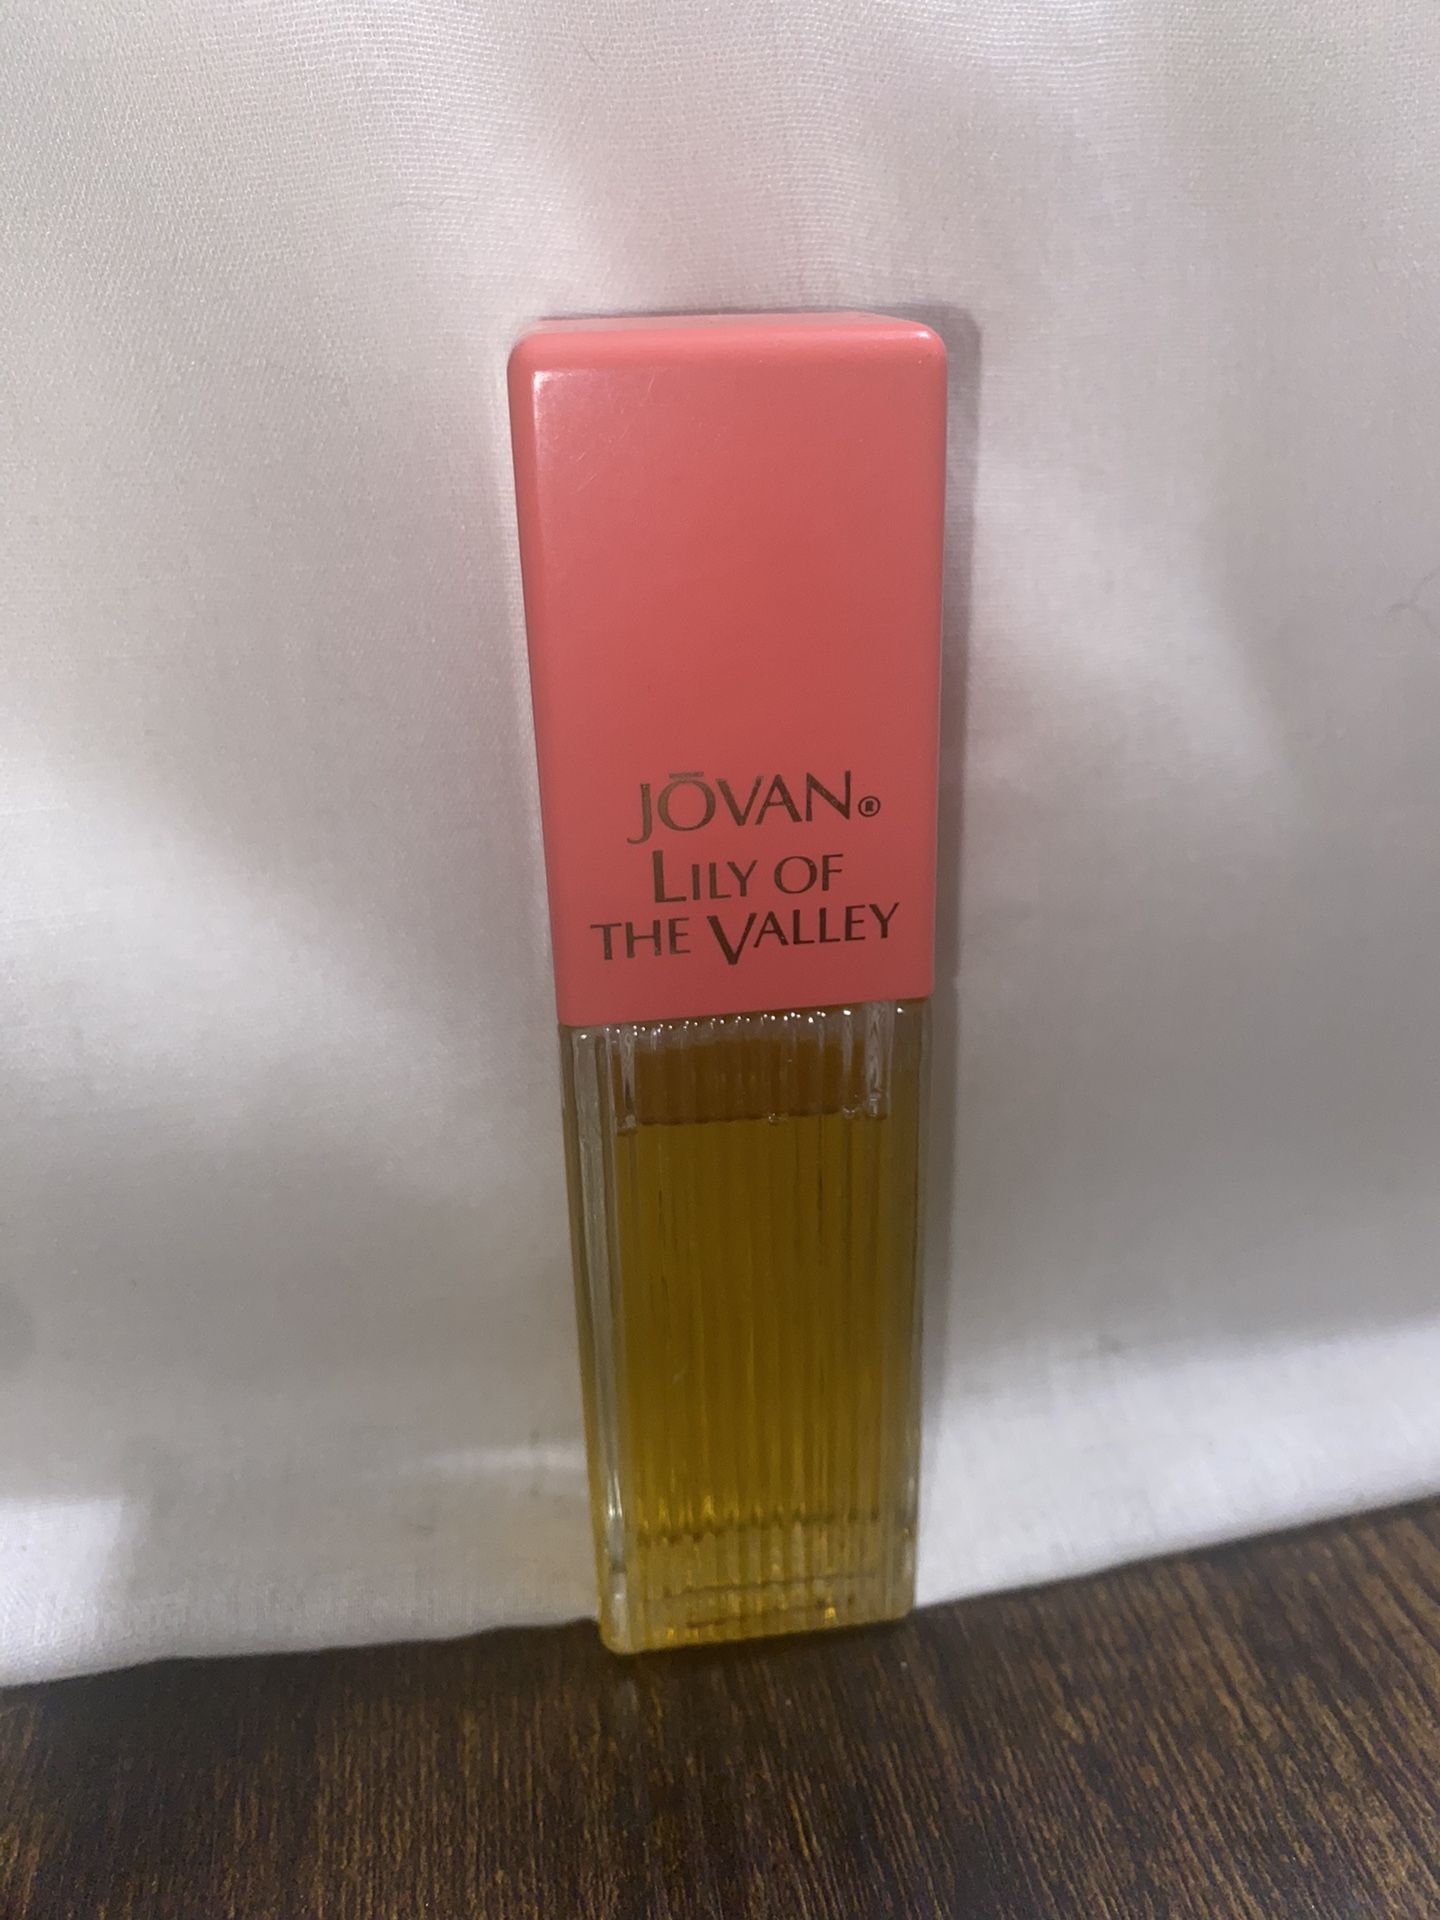 JŌVAN®
LILY OF
THE VALLEY